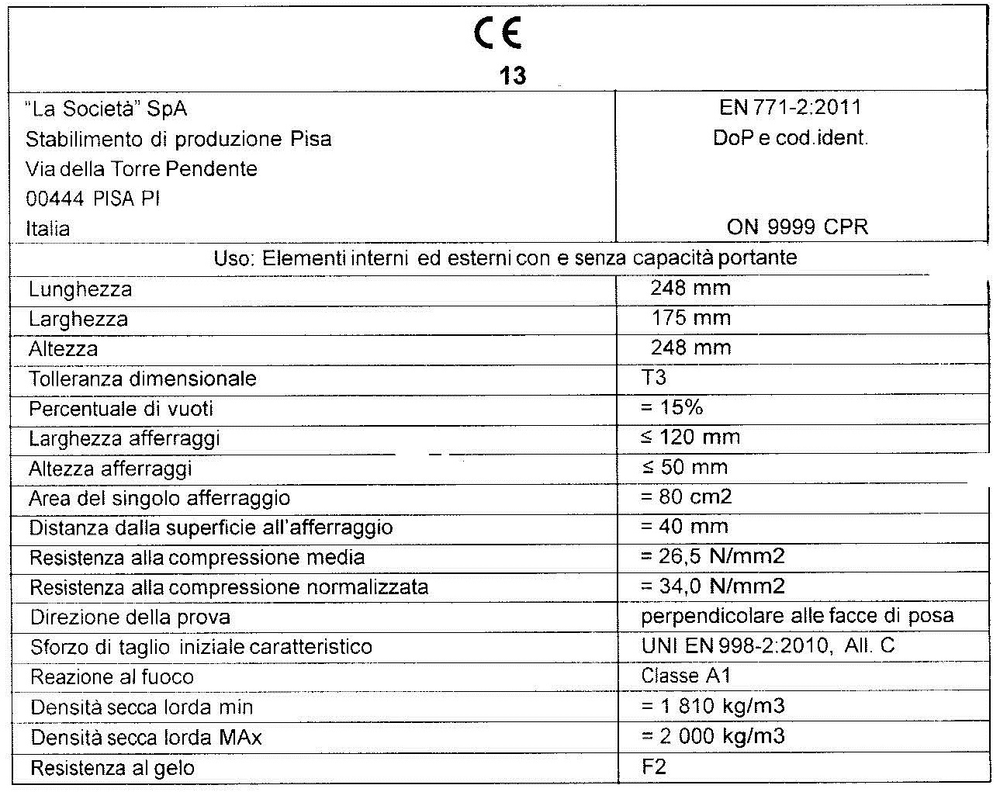 CE
13
"La Società" SpA
Stabilimento di produzione Pisa
Via della Torre Pendente
00444 PISA PI
Italia
EN 771-2:2011
DoP e cod.ident.
ON 9999 CPR
Uso: Elementi interni ed esterni con e senza capacità portante
Lunghezza 248 mm
Larghezza 175 mm
Altezza 248 mm
Tolleranza dimensionale T3
Percentuale di vuoti = 15%
Larghezza afferraggi ≤ 120 mm
Altezza afferraggi ≤ 50 mm
Area del singolo afferraggio = 80 cm2
Distanza dalla superficie all'afferraggio = 40 mm
Resistenza alla compressione media = 26,5 N/mm2
Resistenza alla compressione normalizzata = 34,0 N/mm2
Direzione della prova perpendicolare alle facce di posa
Sforzo di taglio iniziale caratteristico UNI EN 998-2:2010, All. C
Reazione al fuoco Classe A1
Densità secca lorda min = 1 810 kg/m3
Densità secca lorda MAx = 2 000 kg/m3
Resistenza al gelo F2